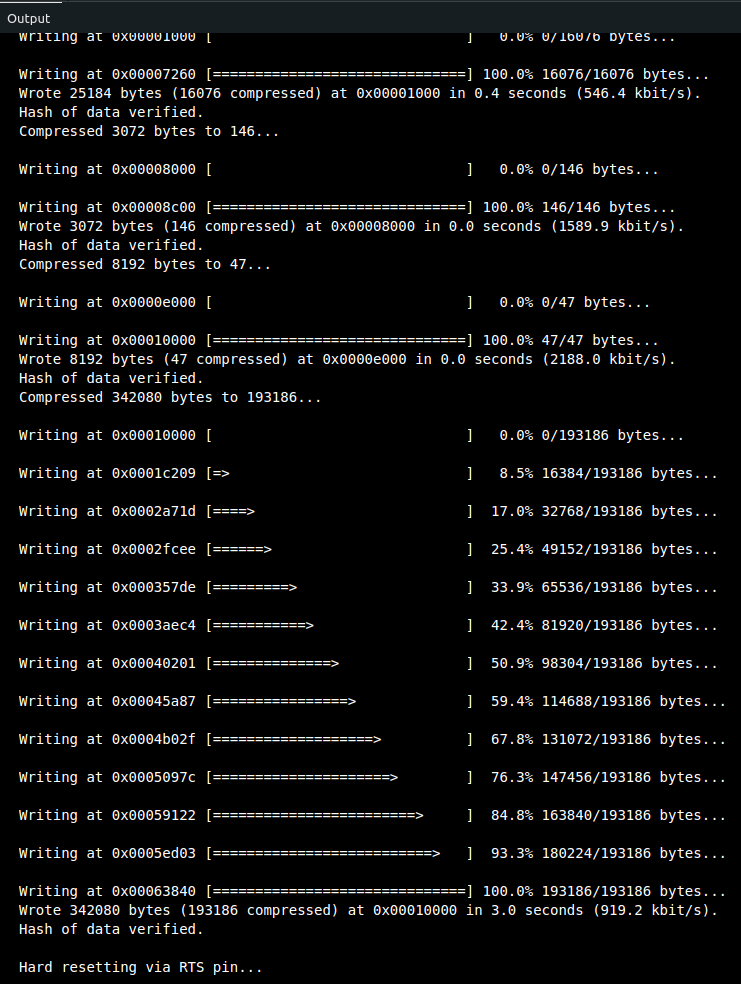 Output
Writing at 0x00001000 [                              ]   0.0% 0/16076 bytes...
Writing at 0x00007260 [==============================] 100.0% 16076/16076 bytes...
Wrote 25184 bytes (16076 compressed) at 0x00001000 in 0.4 seconds (546.4 kbit/s).
Hash of data verified.
Compressed 3072 bytes to 146...
Writing at 0x00008000 [                              ]   0.0% 0/146 bytes...
Writing at 0x00008c00 [==============================] 100.0% 146/146 bytes...
Wrote 3072 bytes (146 compressed) at 0x00008000 in 0.0 seconds (1589.9 kbit/s).
Hash of data verified.
Compressed 8192 bytes to 47...
Writing at 0x0000e000 [                              ]   0.0% 0/47 bytes...
Writing at 0x00010000 [==============================] 100.0% 47/47 bytes...
Wrote 8192 bytes (47 compressed) at 0x0000e000 in 0.0 seconds (2188.0 kbit/s).
Hash of data verified.
Compressed 342080 bytes to 193186...
Writing at 0x00010000 [                              ]   0.0% 0/193186 bytes...
Writing at 0x0001c209 [=>                            ]   8.5% 16384/193186 bytes...
Writing at 0x0002a71d [====>                         ]  17.0% 32768/193186 bytes...
Writing at 0x0002fcee [======>                       ]  25.4% 49152/193186 bytes...
Writing at 0x000357de [=========>                    ]  33.9% 65536/193186 bytes...
Writing at 0x0003aec4 [===========>                  ]  42.4% 81920/193186 bytes...
Writing at 0x00040201 [==============>               ]  50.9% 98304/193186 bytes...
Writing at 0x00045a87 [================>             ]  59.4% 114688/193186 bytes...
Writing at 0x0004b02f [===================>          ]  67.8% 131072/193186 bytes...
Writing at 0x0005097c [=====================>        ]  76.3% 147456/193186 bytes...
Writing at 0x00059122 [========================>     ]  84.8% 163840/193186 bytes...
Writing at 0x0005ed03 [==========================>   ]  93.3% 180224/193186 bytes...
Writing at 0x00063840 [==============================] 100.0% 193186/193186 bytes...
Wrote 342080 bytes (193186 compressed) at 0x00010000 in 3.0 seconds (919.2 kbit/s).
Hash of data verified.
Hard resetting via RTS pin...